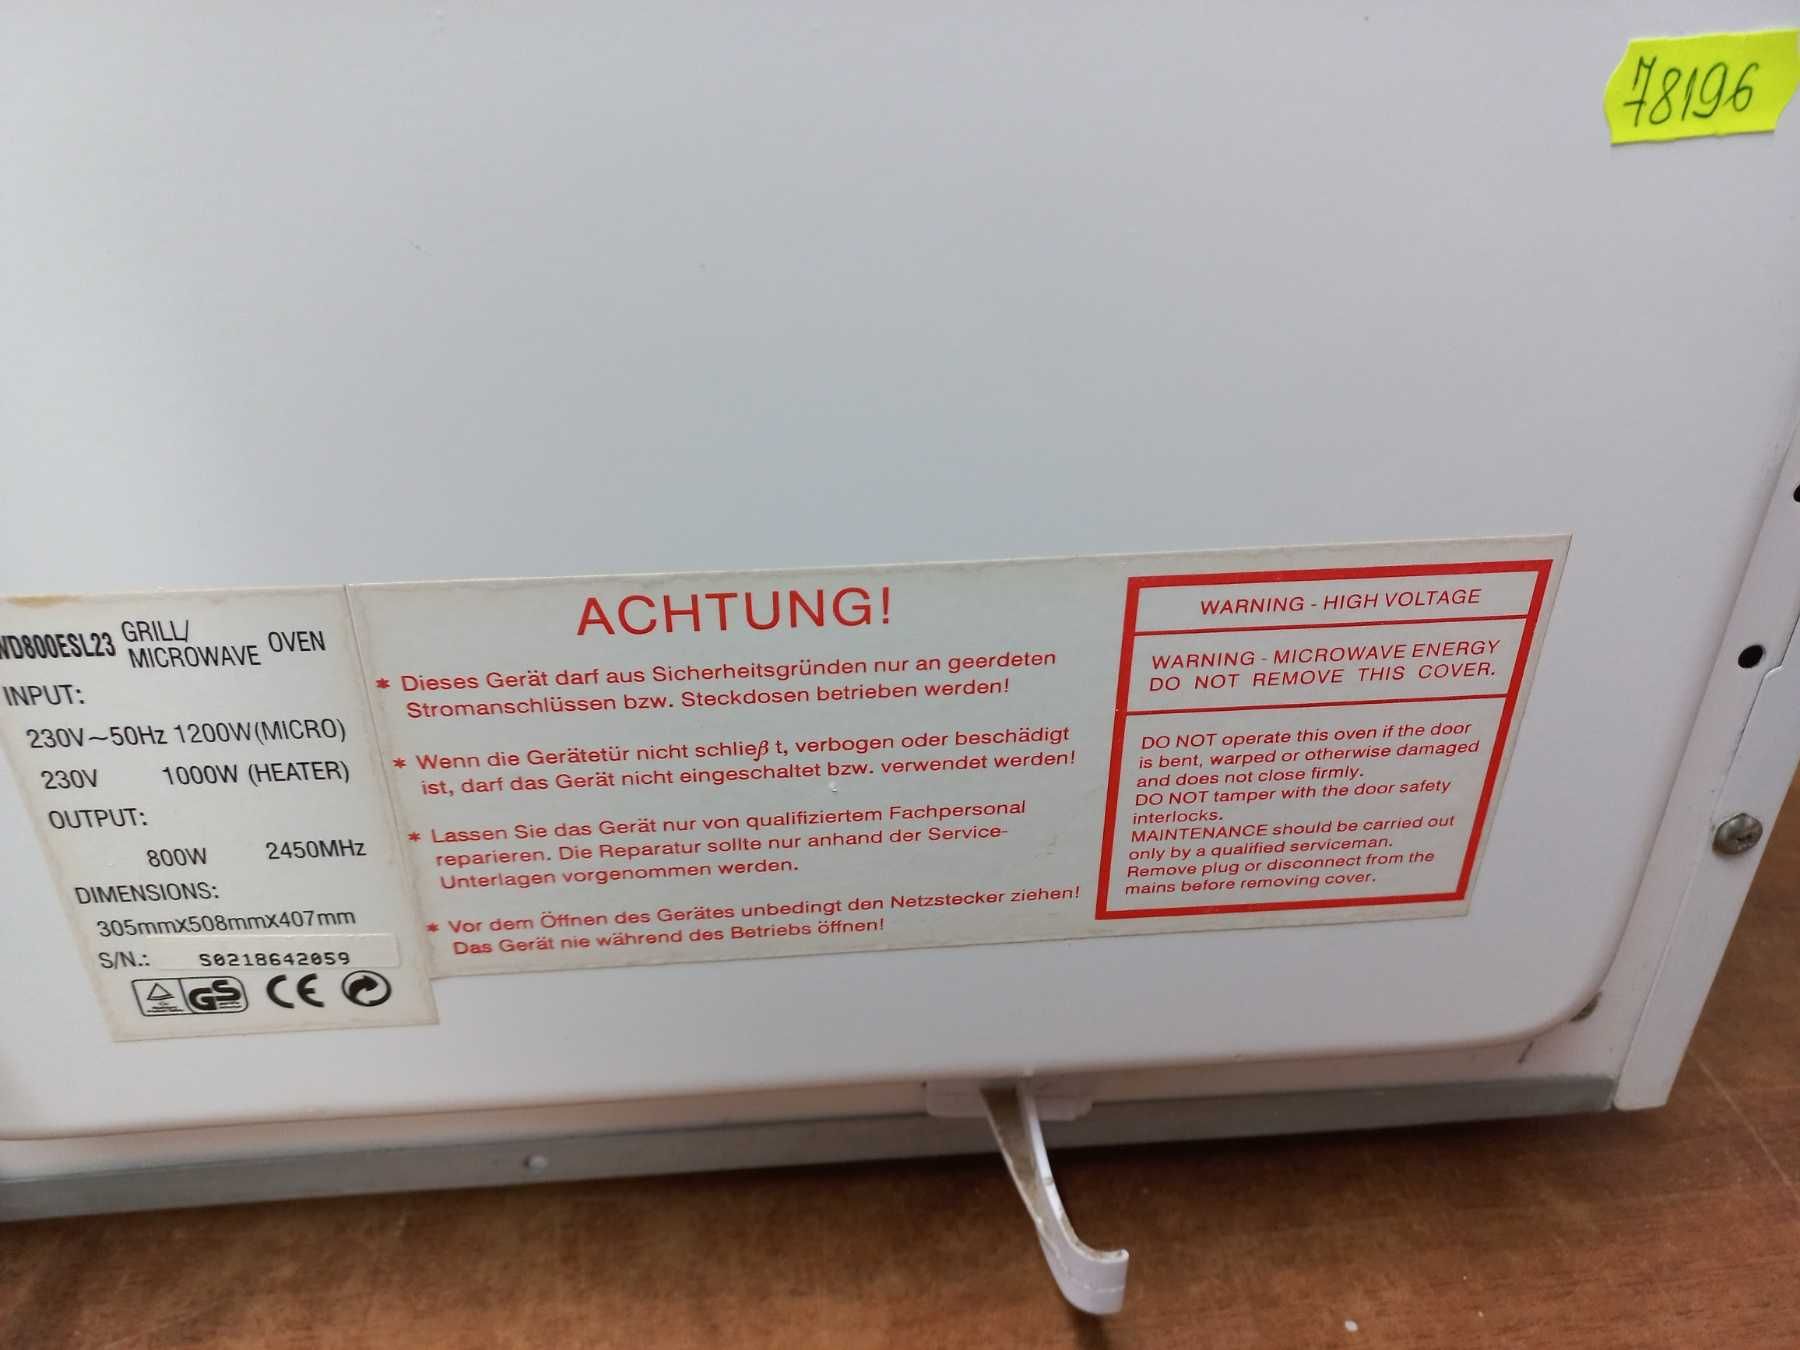 78196
GRILL/
MICROWAVE OVEN
INPUT:
230V~50Hz 1200W(MICRO)
230V 1000W (HEATER)
OUTPUT:
800W 2450MHz
DIMENSIONS:
305mmX508mmX407mm
S/N.: S0218642059
GS CE
ACHTUNG!
* Dieses Gerät darf aus Sicherheitsgründen nur an geerdeten
Stromanschlüssen bzw. Steckdosen betrieben werden!
* Wenn die Gerätetür nicht schließ t, verbogen oder beschädigt
ist, darf das Gerät nicht eingeschaltet bzw. verwendet werden!
* Lassen Sie das Gerät nur von qualifiziertem Fachpersonal
reparieren. Die Reparatur sollte nur anhand der Service-
Unterlagen vorgenommen werden.
* Vor dem Öffnen des Gerätes unbedingt den Netzstecker ziehen!
Das Gerät nie während des Betriebs öffnen!
WARNING - HIGH VOLTAGE
WARNING - MICROWAVE ENERGY
DO NOT REMOVE THIS COVER.
DO NOT operate this oven if the door
is bent, warped or otherwise damaged
and does not close firmly.
DO NOT tamper with the door safety
interlocks.
MAINTENANCE should be carried out
only by a qualified serviceman.
Remove plug or disconnect from the
mains before removing cover.